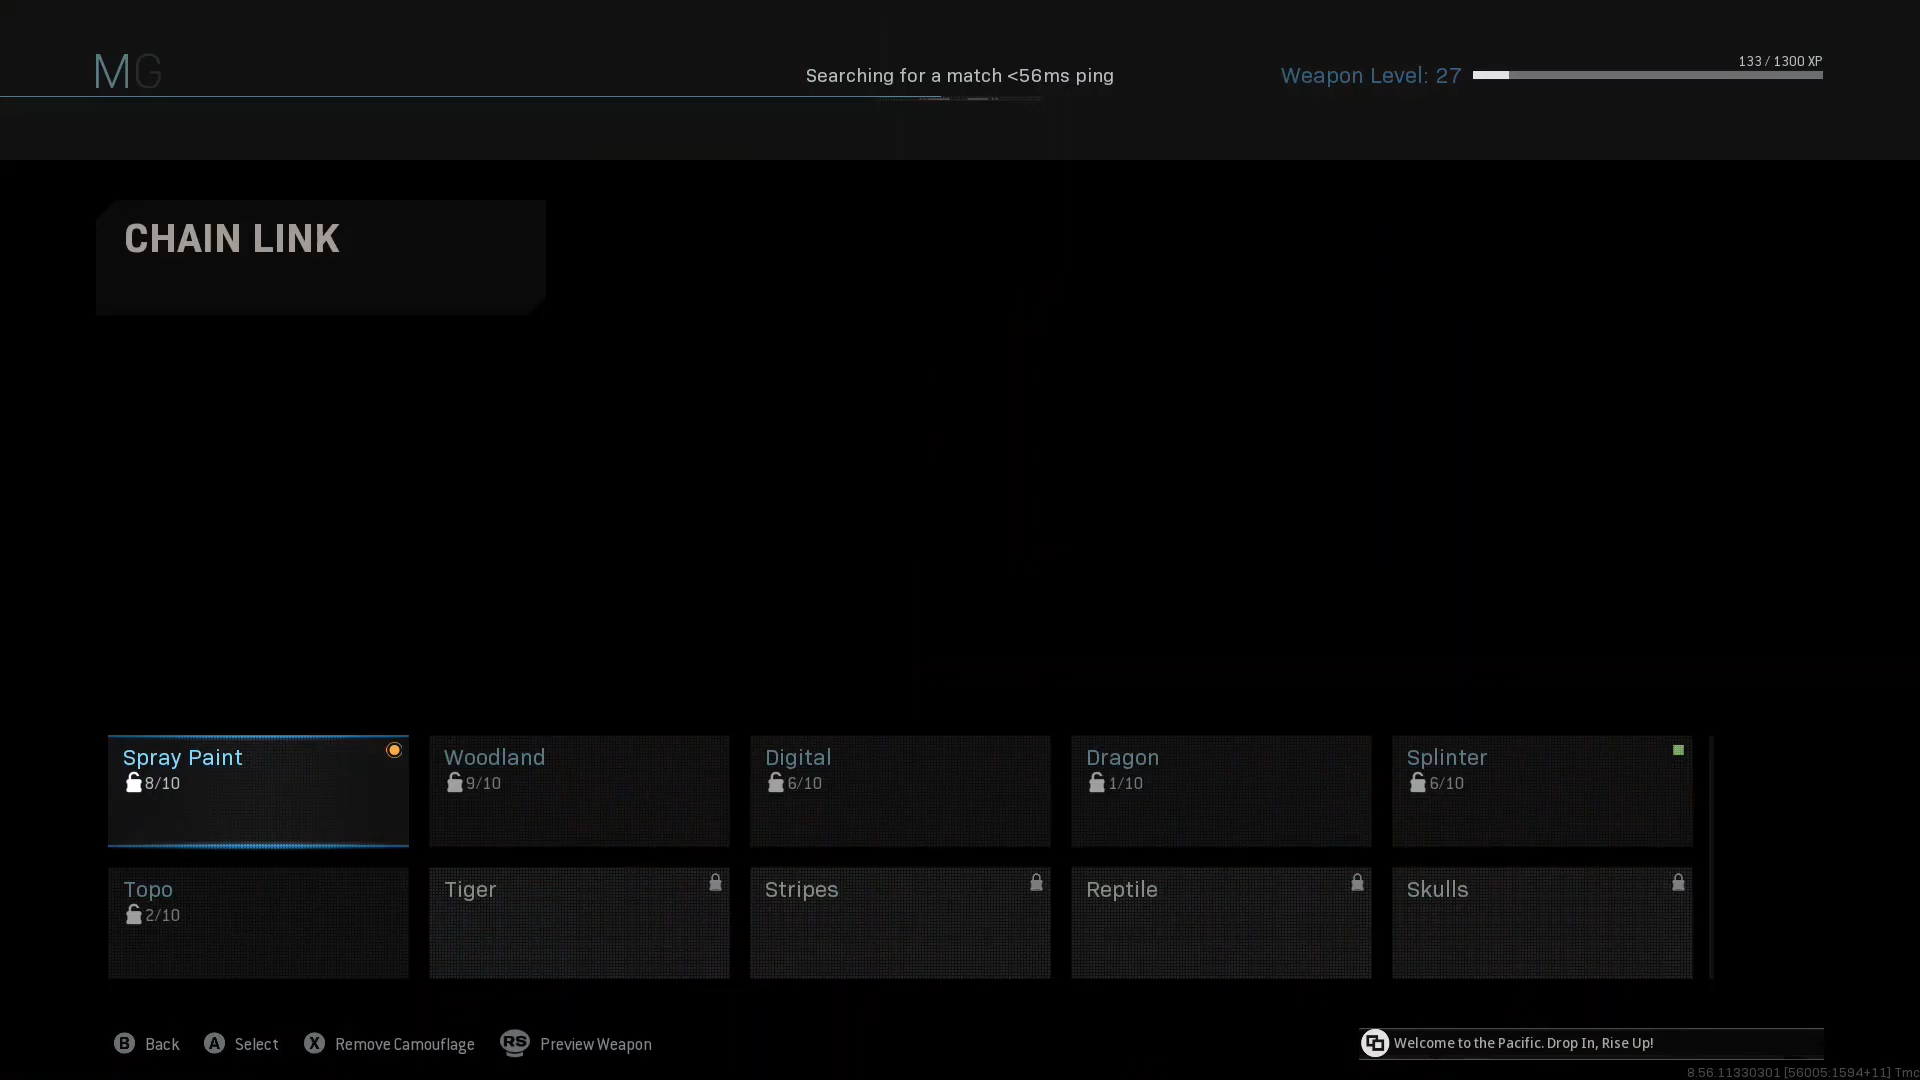 MG
Searching for a match <56ms ping
Weapon Level: 27
133 / 1300 XP
CHAIN LINK
Spray Paint
8/10
Woodland
9/10
Digital
6/10
Dragon
1/10
Splinter
6/10
Topo
2/10
Tiger
Stripes
Reptile
Skulls
B Back
A Select
X Remove Camouflage
RS Preview Weapon
Welcome to the Pacific. Drop In, Rise Up!
8.56.11330301 [56005:1594+11] Tmc